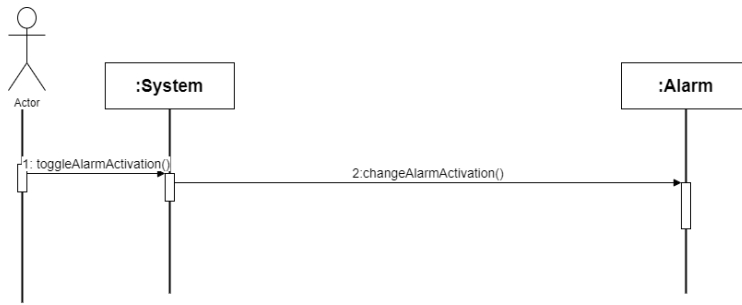 :System
:Alarm
Actor
1: toggleAlarmActivation()
2:changeAlarmActivation()